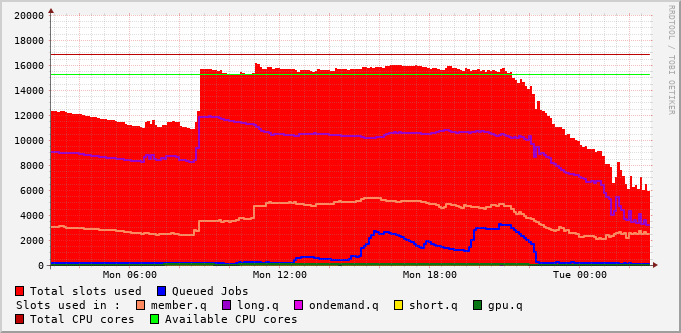 20000
18000
16000
14000
12000
10000
8000
6000
4000
2000
0
Mon 06:00 Mon 12:00 Mon 18:00 Tue 00:00
RRDTOOL / TOBI OETIKER
Total slots used Queued Jobs
Slots used in : member.q long.q ondemand.q short.q gpu.q
Total CPU cores Available CPU cores